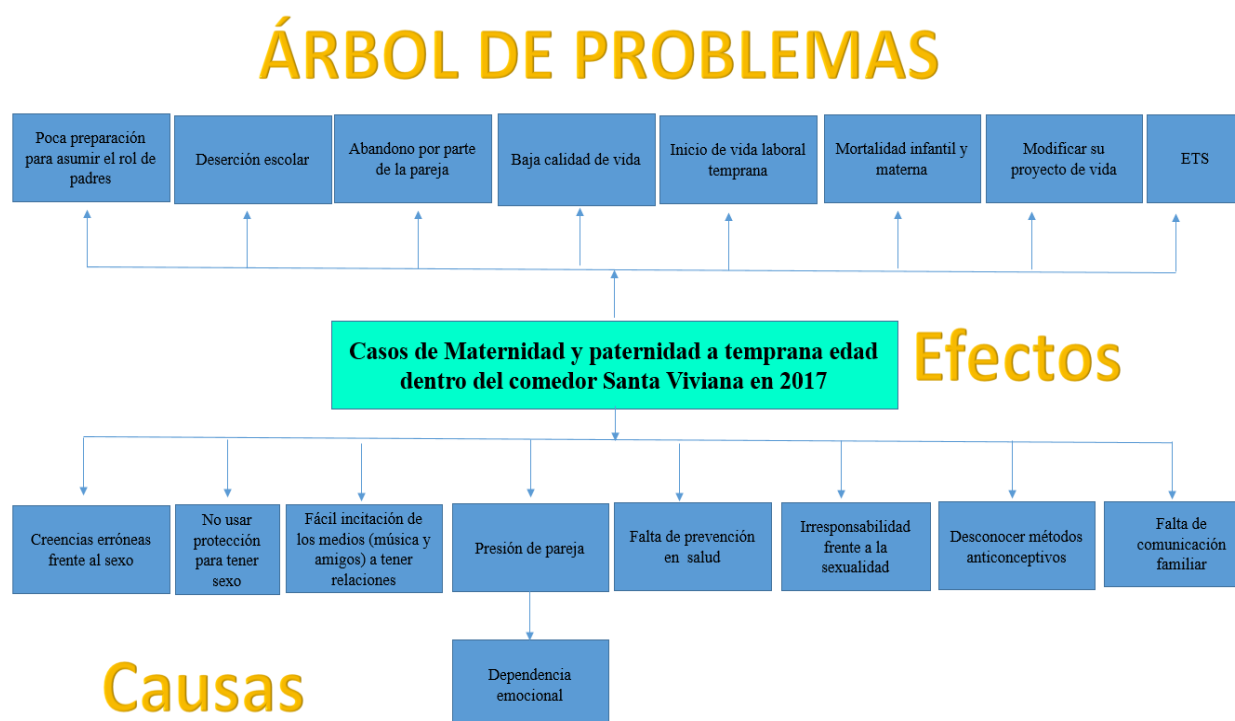 ÁRBOL DE PROBLEMAS
Poca preparación
para asumir el rol de
padres
Deserción escolar
Abandono por parte
de la pareja
Baja calidad de vida
Inicio de vida laboral
temprana
Mortalidad infantil y
materna
Modificar su
proyecto de vida
ETS
Casos de Maternidad y paternidad a temprana edad
dentro del comedor Santa Viviana en 2017
Efectos
Creencias erróneas
frente al sexo
No usar
protección
para tener
sexo
Fácil incitación de
los medios (música y
amigos) a tener
relaciones
Presión de pareja
Falta de prevención
en salud
Irresponsabilidad
frente a la
sexualidad
Desconocer métodos
anticonceptivos
Falta de
comunicación
familiar
Dependencia
emocional
Causas